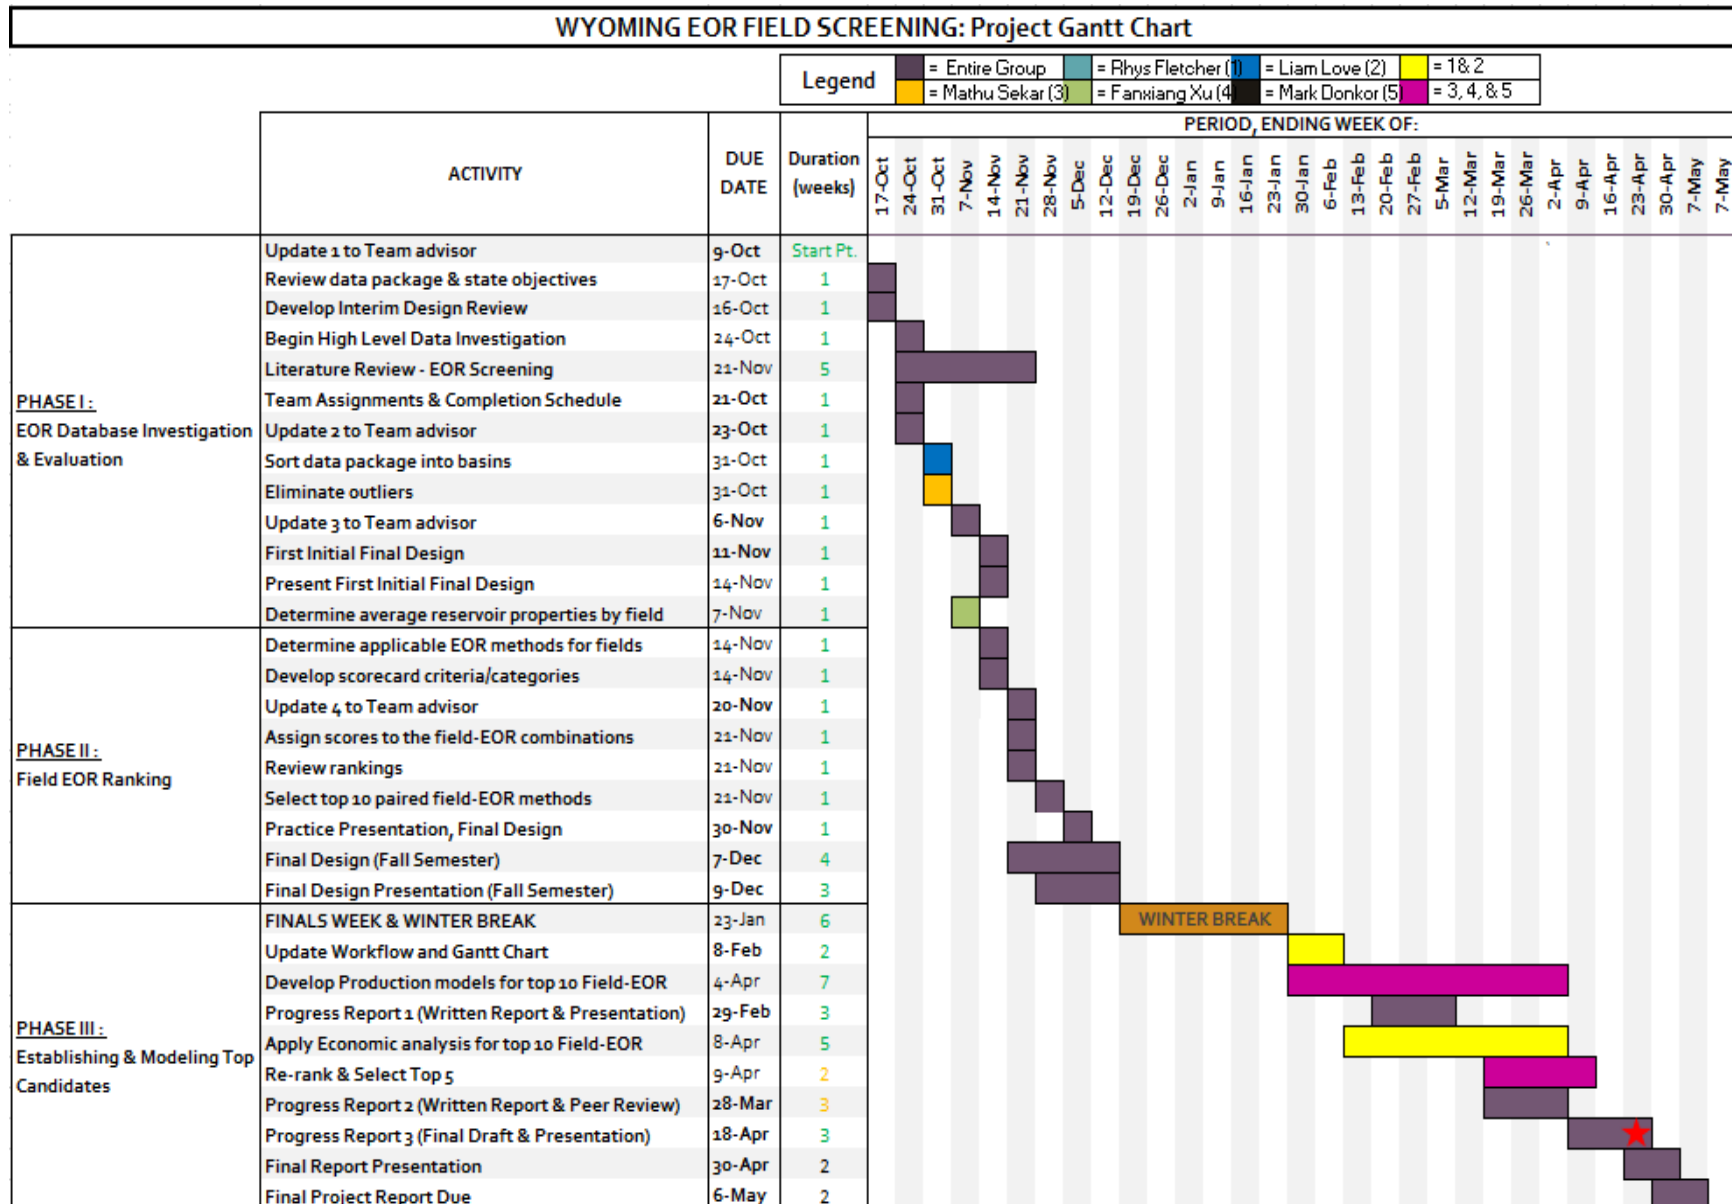 WYOMING EOR FIELD SCREENING: Project Gantt Chart
Legend
= Entire Group = Rhys Fletcher (1) = Liam Love (2) = 1& 2
= Mathu Sekar (3) = Fanxiang Xu (4 = Mark Donkor (5) = 3, 4, & 5
PERIOD, ENDING WEEK OF:
ACTIVITY DUE DATE Duration (weeks) 17-Oct 24-Oct 31-Oct 7-Nov 14-Nov 21-Nov 28-Nov 5-Dec 12-Dec 19-Dec 26-Dec 2-Jan 9-Jan 16-Jan 23-Jan 30-Jan 6-Feb 13-Feb 20-Feb 27-Feb 5-Mar 12-Mar 19-Mar 26-Mar 2-Apr 9-Apr 16-Apr 23-Apr 30-Apr 7-May 7-May
PHASE I :
EOR Database Investigation
& Evaluation
Update 1 to Team advisor 9-Oct Start Pt.
Review data package & state objectives 17-Oct 1
Develop Interim Design Review 16-Oct 1
Begin High Level Data Investigation 24-Oct 1
Literature Review - EOR Screening 21-Nov 5
Team Assignments & Completion Schedule 21-Oct 1
Update 2 to Team advisor 23-Oct 1
Sort data package into basins 31-Oct 1
Eliminate outliers 31-Oct 1
Update 3 to Team advisor 6-Nov 1
First Initial Final Design 11-Nov 1
Present First Initial Final Design 14-Nov 1
Determine average reservoir properties by field 7-Nov 1
PHASE II :
Field EOR Ranking
Determine applicable EOR methods for fields 14-Nov 1
Develop scorecard criteria/categories 14-Nov 1
Update 4 to Team advisor 20-Nov 1
Assign scores to the field-EOR combinations 21-Nov 1
Review rankings 21-Nov 1
Select top 10 paired field-EOR methods 21-Nov 1
Practice Presentation, Final Design 30-Nov 1
Final Design (Fall Semester) 7-Dec 4
Final Design Presentation (Fall Semester) 9-Dec 3
PHASE III :
Establishing & Modeling Top
Candidates
FINALS WEEK & WINTER BREAK 23-Jan 6 WINTER BREAK
Update Workflow and Gantt Chart 8-Feb 2
Develop Production models for top 10 Field-EOR 4-Apr 7
Progress Report 1 (Written Report & Presentation) 29-Feb 3
Apply Economic analysis for top 10 Field-EOR 8-Apr 5
Re-rank & Select Top 5 9-Apr 2
Progress Report 2 (Written Report & Peer Review) 28-Mar 3
Progress Report 3 (Final Draft & Presentation) 18-Apr 3
Final Report Presentation 30-Apr 2
Final Project Report Due 6-May 2